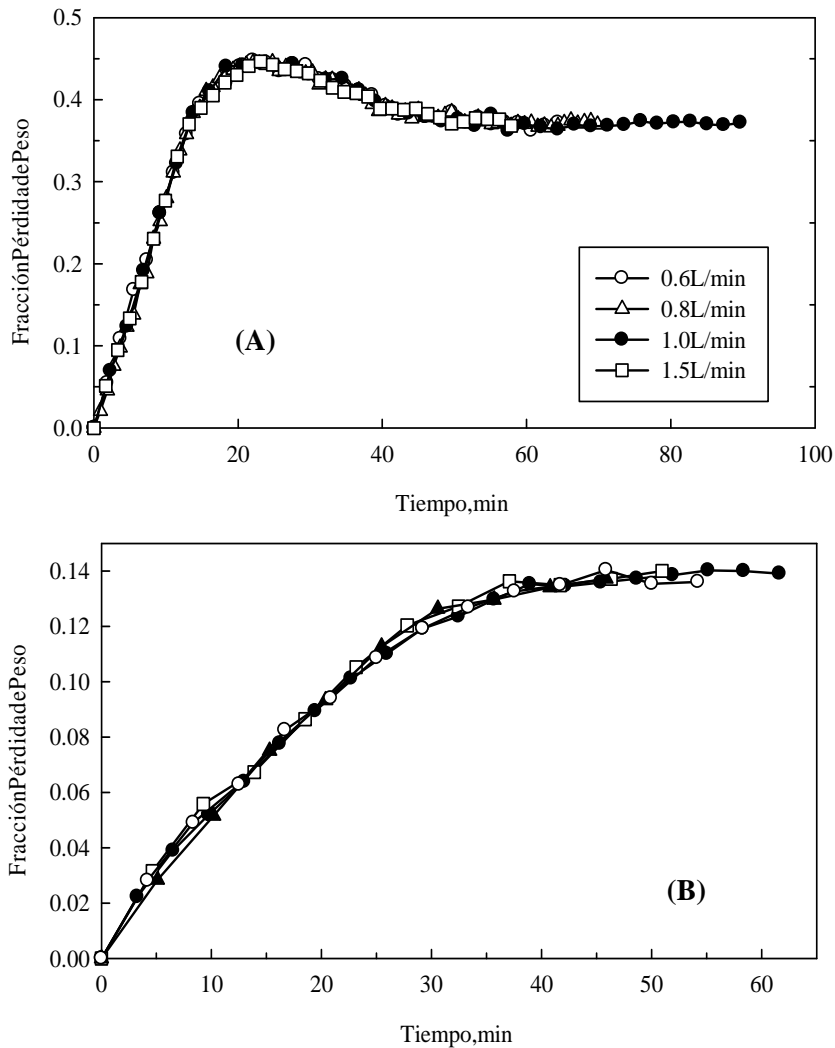 0.5
0.4
0.3
0.2
0.1
0.0
FracciónPérdidadePeso
(A)
0.6L/min
0.8L/min
1.0L/min
1.5L/min
0 20 40 60 80 100
Tiempo,min
0.14
0.12
0.10
0.08
0.06
0.04
0.02
0.00
FracciónPérdidadePeso
(B)
0 10 20 30 40 50 60
Tiempo,min